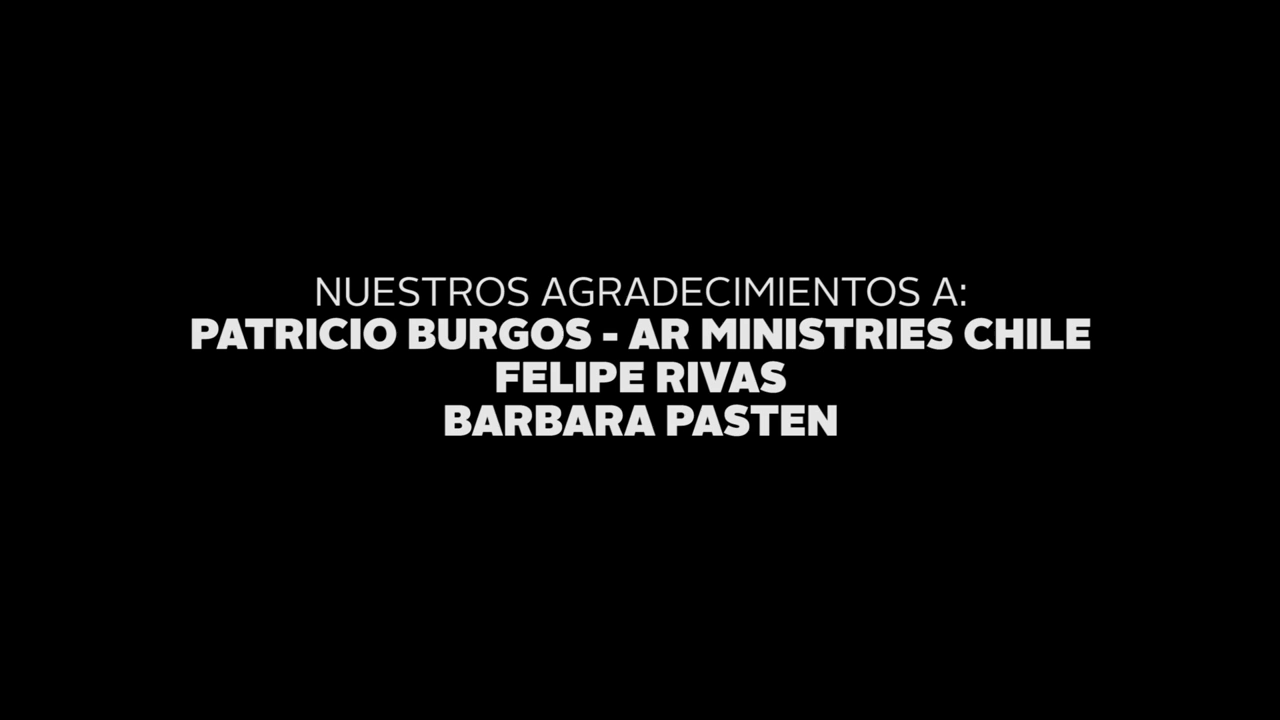 NUESTROS AGRADECIMIENTOS A:
PATRICIO BURGOS - AR MINISTRIES CHILE
FELIPE RIVAS
BARBARA PASTEN